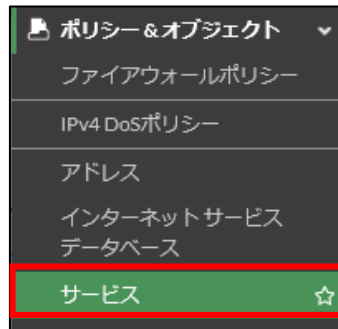 ポリシー＆オブジェクト
ファイアウォールポリシー
IPv4 DoSポリシー
アドレス
インターネット サービス
データベース
サービス